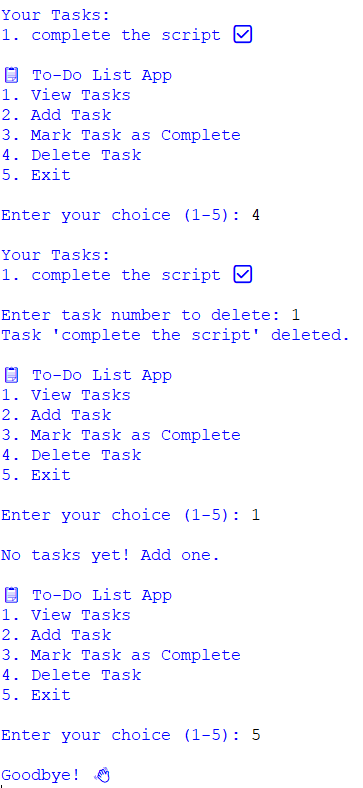 Your Tasks:
1. complete the script ☑
📋 To-Do List App
1. View Tasks
2. Add Task
3. Mark Task as Complete
4. Delete Task
5. Exit
Enter your choice (1-5): 4
Your Tasks:
1. complete the script ☑
Enter task number to delete: 1
Task 'complete the script' deleted.
📋 To-Do List App
1. View Tasks
2. Add Task
3. Mark Task as Complete
4. Delete Task
5. Exit
Enter your choice (1-5): 1
No tasks yet! Add one.
📋 To-Do List App
1. View Tasks
2. Add Task
3. Mark Task as Complete
4. Delete Task
5. Exit
Enter your choice (1-5): 5
Goodbye! 👋